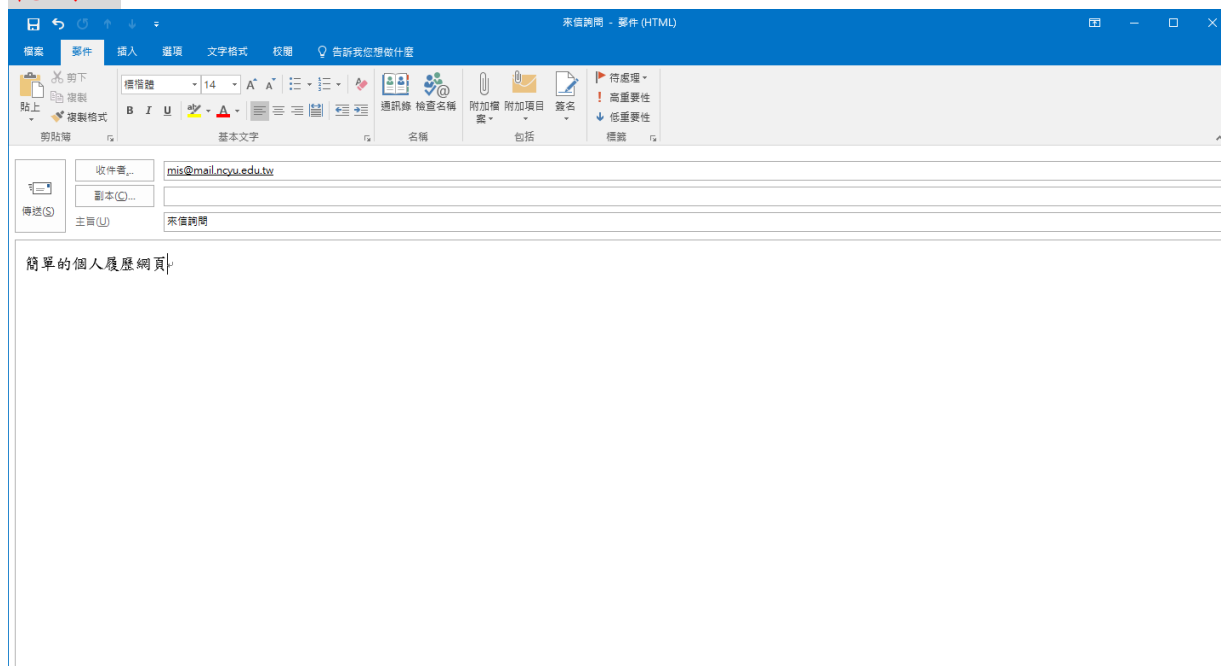 來信詢問 - 郵件 (HTML)
檔案 郵件 插入 選項 文字格式 校閱 告訴我您想做什麼
貼上
剪下
複製
複製格式
剪貼簿
標楷體 14
B I U
基本文字
通訊錄 檢查名稱
名稱
附加檔案 附加項目 簽名
包括
待處理
高重要性
低重要性
標籤
傳送(S)
收件者... mis@mail.ncyu.edu.tw
副本(C)...
主旨(U) 來信詢問
簡單的個人履歷網頁